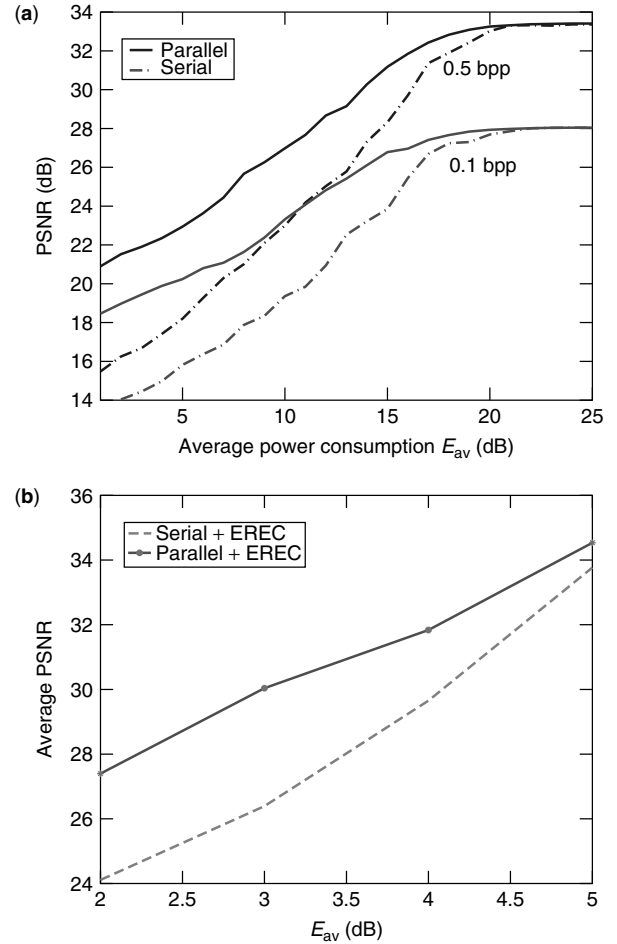 (a)
34
32
30
28
26
24
22
20
18
16
14
PSNR (dB)
Parallel
Serial
0.5 bpp
0.1 bpp
5
10
15
20
25
Average power consumption E_av (dB)
(b)
36
34
32
30
28
26
24
Average PSNR
Serial + EREC
Parallel + EREC
2
2.5
3
3.5
4
4.5
5
E_av (dB)